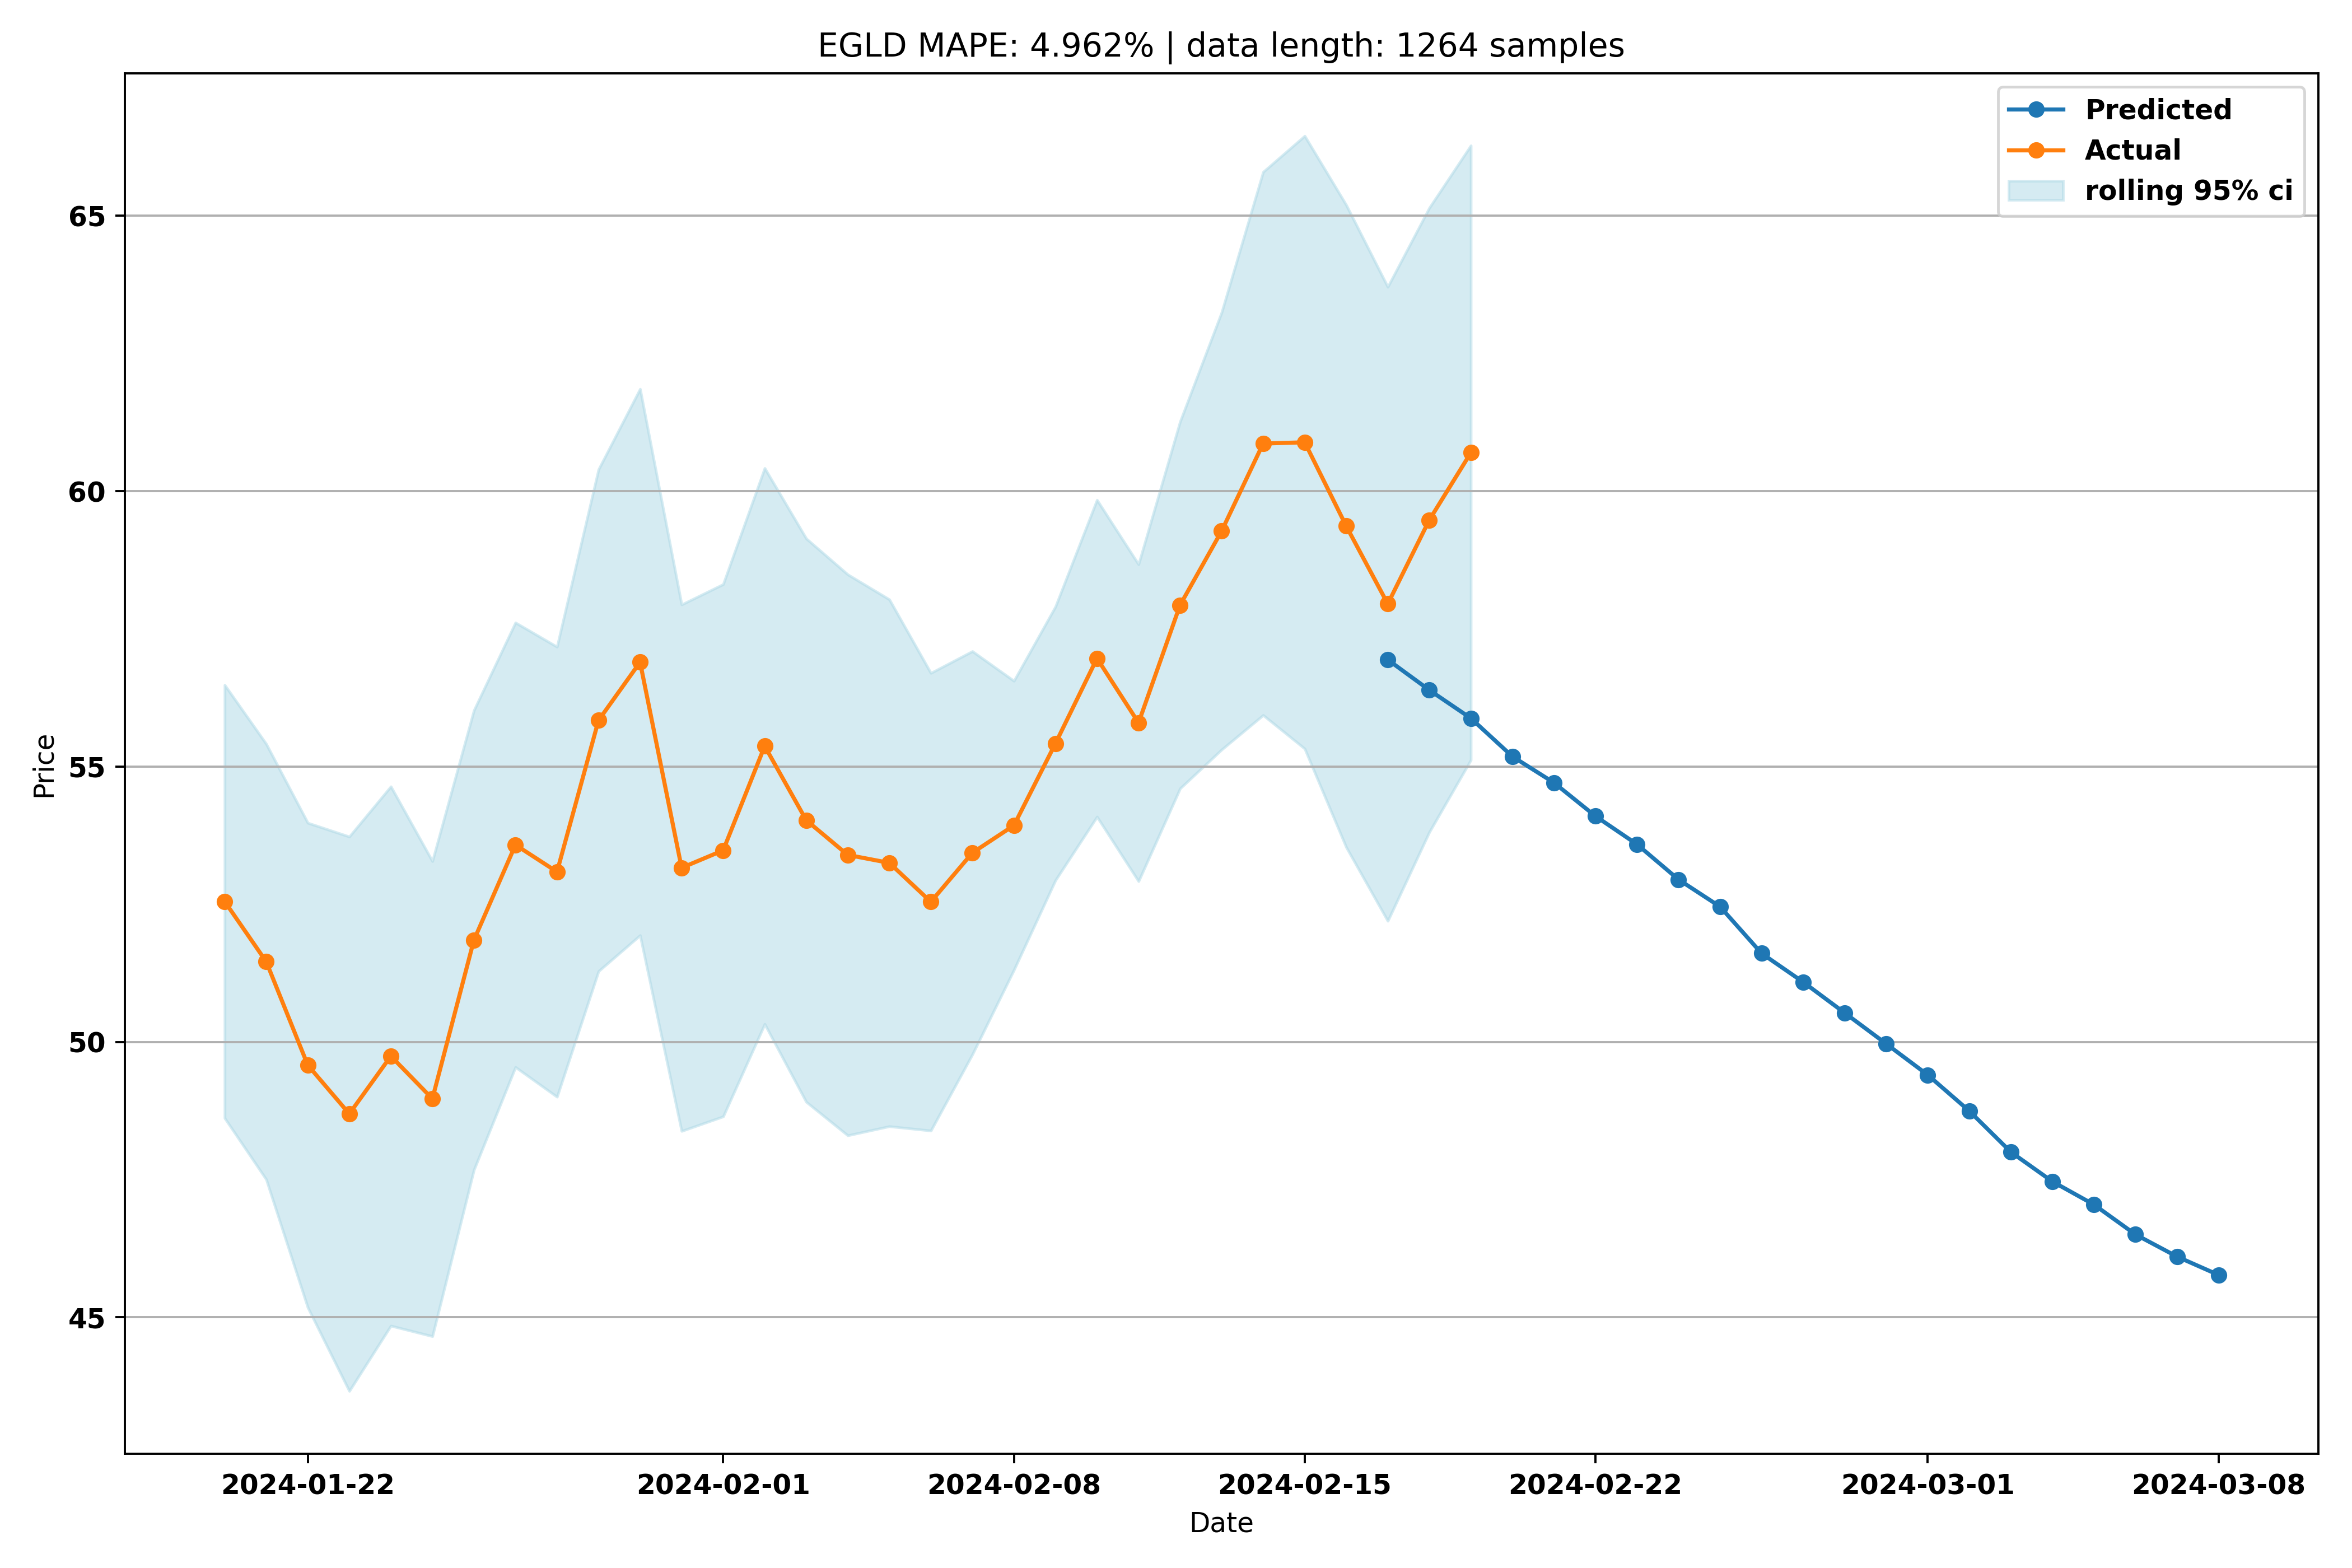 EGLD MAPE: 4.962% | data length: 1264 samples
Predicted
Actual
rolling 95% ci
65
60
55
50
45
Price
2024-01-22
2024-02-01
2024-02-08
2024-02-15
2024-02-22
2024-03-01
2024-03-08
Date